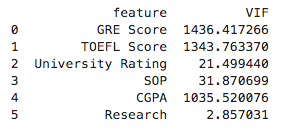 feature VIF
0 GRE Score 1436.417266
1 TOEFL Score 1343.763370
2 University Rating 21.499440
3 SOP 31.870699
4 CGPA 1035.520076
5 Research 2.857031